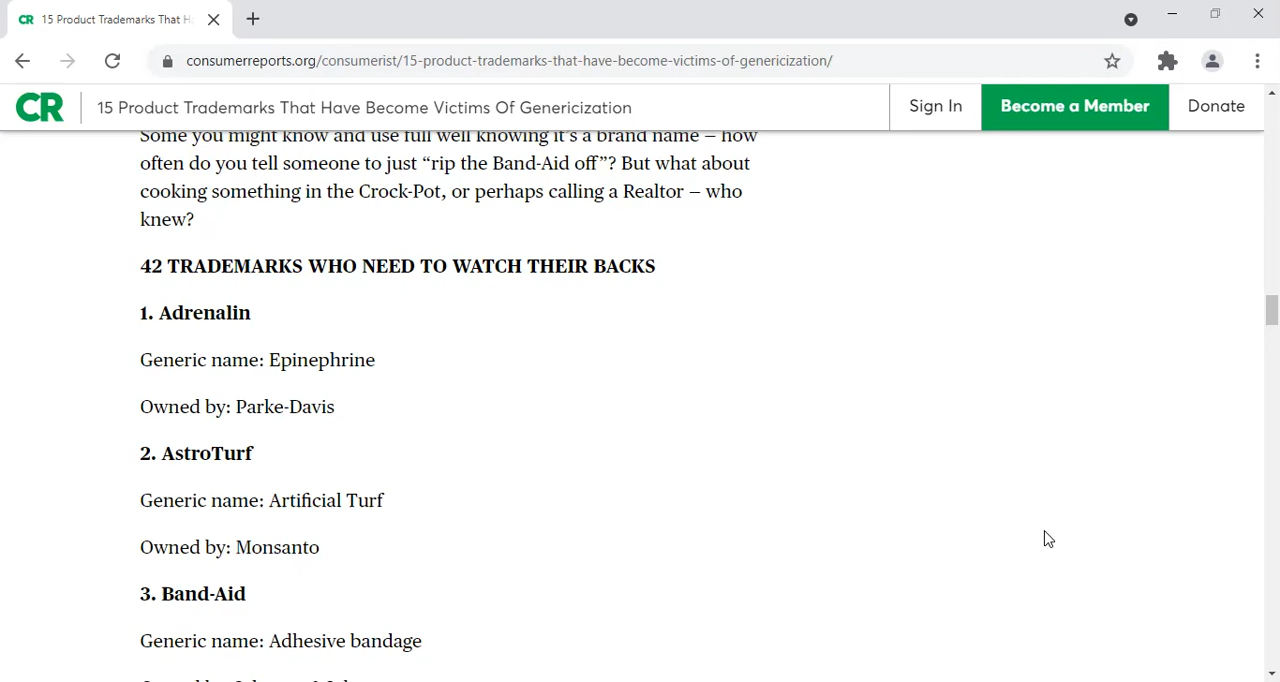 CR 15 Product Trademarks That H
consumerreports.org/consumerist/15-product-trademarks-that-have-become-victims-of-genericization/
CR 15 Product Trademarks That Have Become Victims Of Genericization Sign In Become a Member Donate
Some you might know and use full well knowing it's a brand name – how
often do you tell someone to just “rip the Band-Aid off”? But what about
cooking something in the Crock-Pot, or perhaps calling a Realtor – who
knew?
42 TRADEMARKS WHO NEED TO WATCH THEIR BACKS
1. Adrenalin
Generic name: Epinephrine
Owned by: Parke-Davis
2. AstroTurf
Generic name: Artificial Turf
Owned by: Monsanto
3. Band-Aid
Generic name: Adhesive bandage